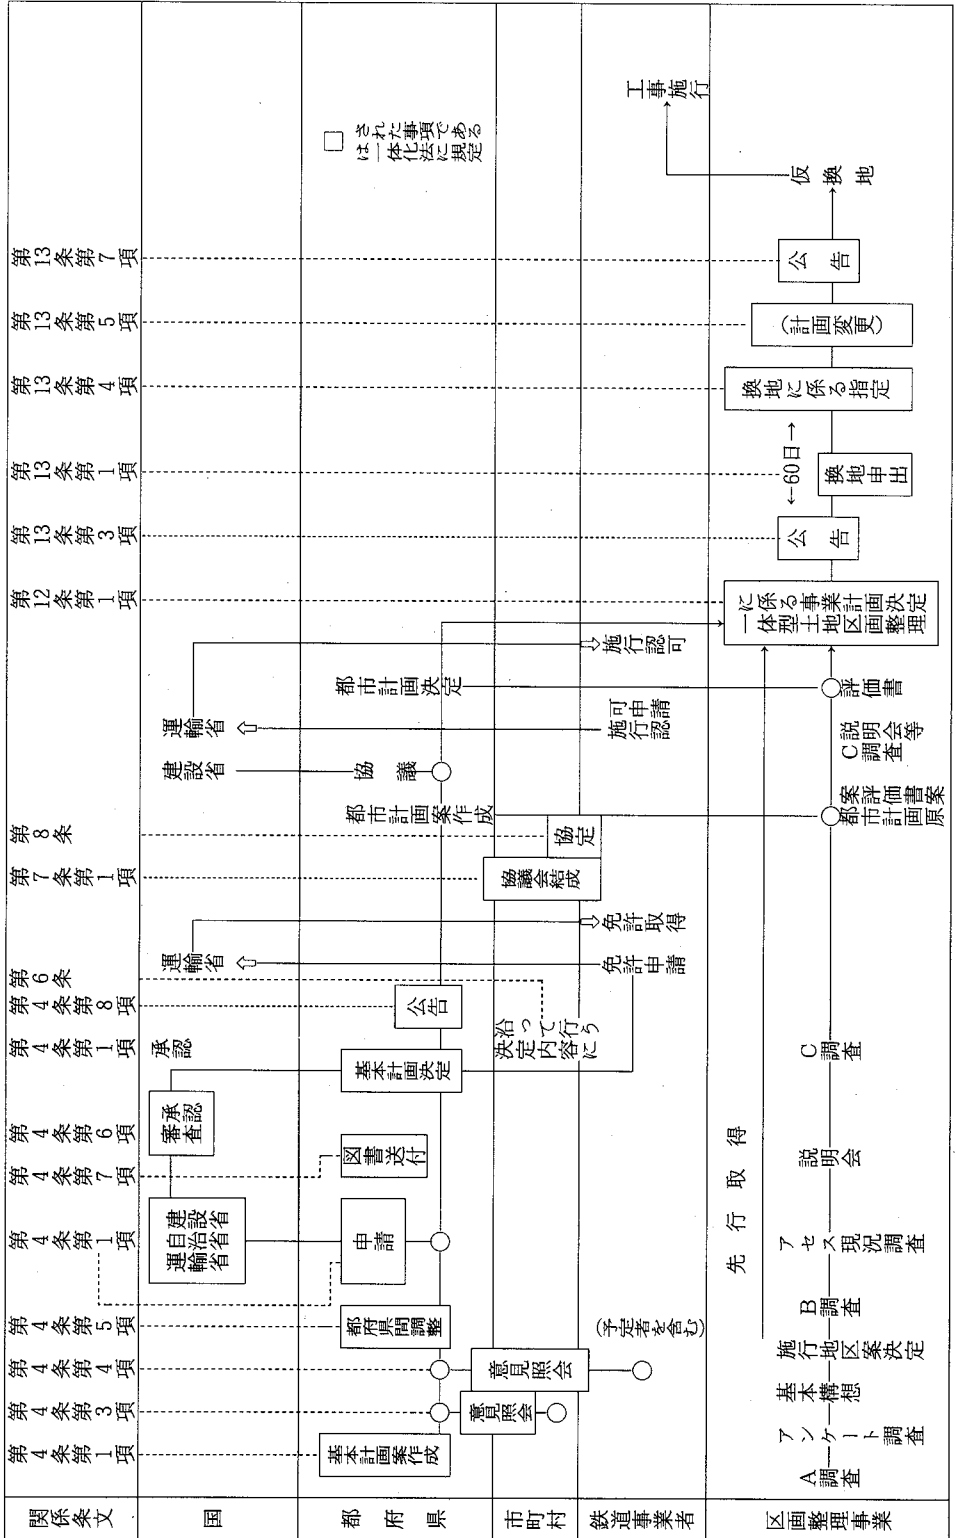 関係条文
国
都府県
市町村
鉄道事業者
区画整理事業
第4条第1項
第4条第3項
第4条第4項
第4条第5項
第4条第1項
第4条第7項
第4条第6項
第4条第1項
第4条第8項
第6条
第7条第1項
第8条
第12条第1項
第13条第3項
第13条第1項
第13条第4項
第13条第5項
第13条第7項
建設省
自治省
運輸省
承認
審査
承認
運輸省
建設省
運輸省
基本計画案作成
都府県間調整
申請
図書送付
基本計画決定
公告
都市計画案作成
協議
都市計画決定
□
は一体化法に規定
された事項である
意見照会
意見照会
決定内容に
沿って行う
協議会結成
協定
(予定者を含む)
免許申請
免許取得
施行認
可申請
施行認可
工事施行
先行取得
A
調査
アンケート調査
基本構想
施行地区案決定
B
調査
アセス現況調査
説明会
C
調査
都市計画原
案評価書案
C
調査
説明会等
評価書
一体型土地区画整理
に係る事業計画決定
公告
換地申出
←60日→
換地に係る指定
(計画変更)
公告
仮換地